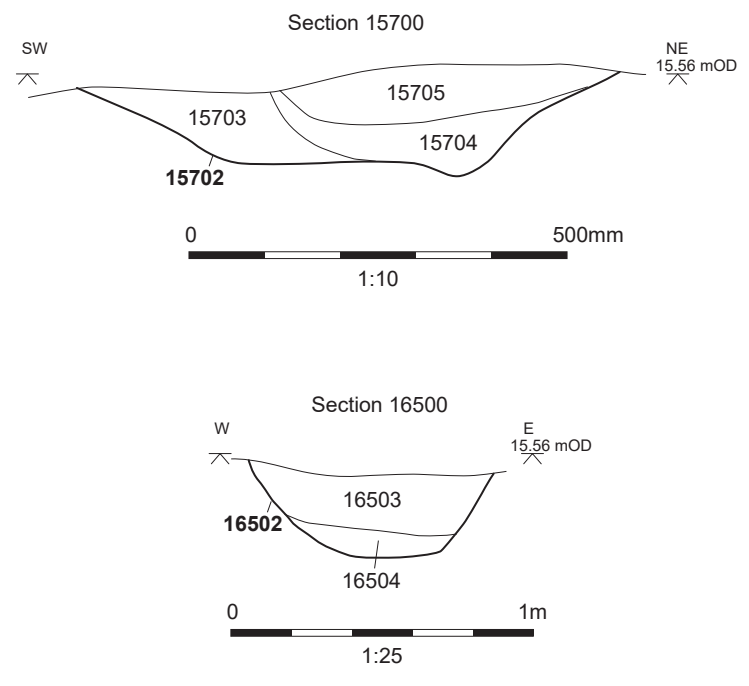 Section 15700
SW
NE
15.56 mOD
15705
15703
15704
15702
0 500mm
1:10
Section 16500
W
E
15.56 mOD
16503
16502
16504
0 1m
1:25